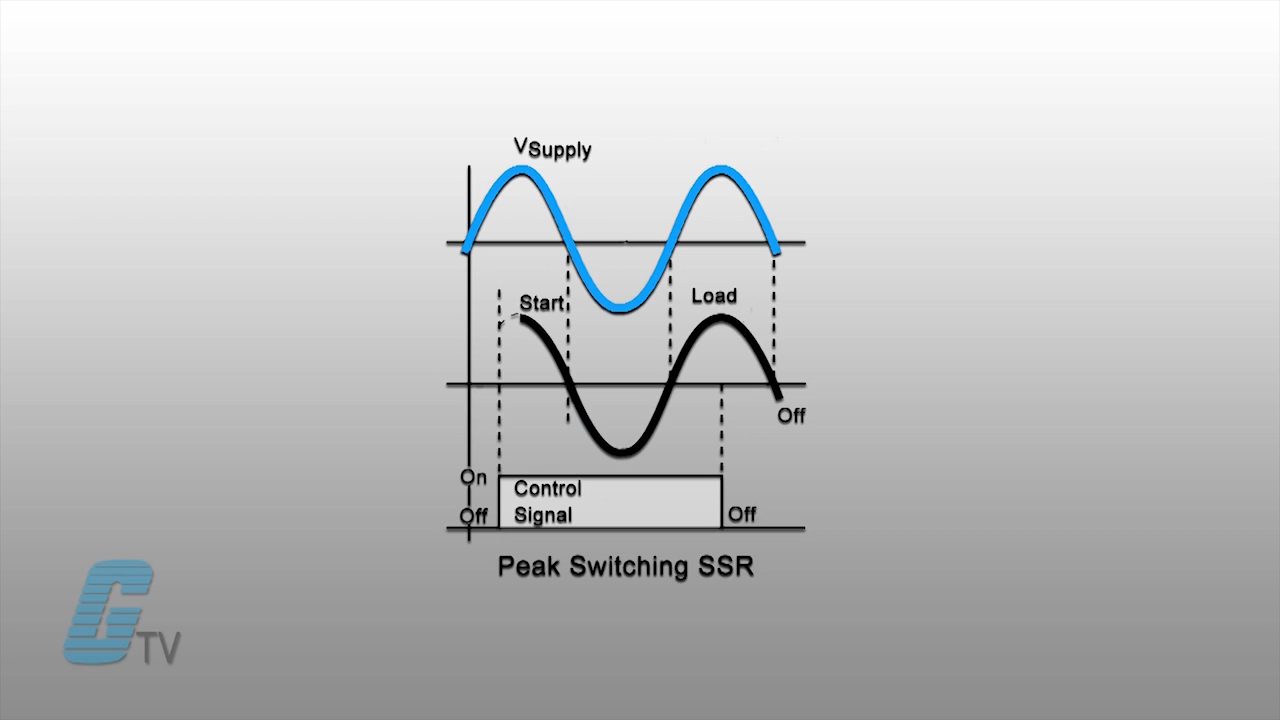 VSupply
Start
Load
Off
On
Control
Off
Signal
Off
Peak Switching SSR
G TV